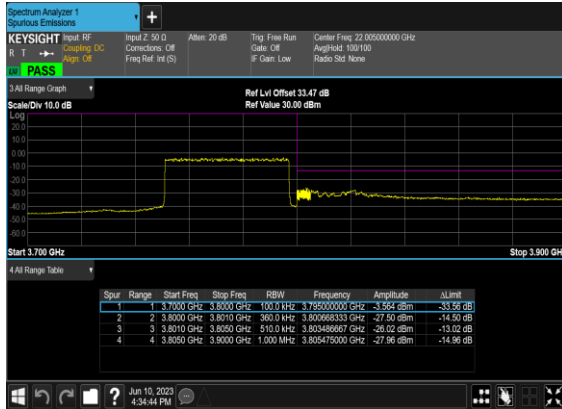 Spectrum Analyzer 1
Spurious Emissions
+
KEYSIGHT Input: RF Input Z: 50 Ω Atten: 20 dB Trig: Free Run Center Freq: 22.005000000 GHz
R T Coupling: DC Corrections: Off Gate: Off Avg|Hold: 100/100
Align: Off Freq Ref: Int (S) IF Gain: Low Radio Std: None
PASS
3 All Range Graph
Ref Lvl Offset 33.47 dB
Scale/Div 10.0 dB Ref Value 30.00 dBm
Log
20.0
10.0
0.00
-10.0
-20.0
-30.0
-40.0
-50.0
-60.0
Start 3.700 GHz Stop 3.900 GH
4 All Range Table
Spur Range Start Freq Stop Freq RBW Frequency Amplitude ΔLimit
1 1 3.7000 GHz 3.8000 GHz 100.0 kHz 3.795000000 GHz -3.564 dBm -33.56 dB
2 2 3.8000 GHz 3.8010 GHz 360.0 kHz 3.800668333 GHz -27.50 dBm -14.50 dB
3 3 3.8010 GHz 3.8050 GHz 510.0 kHz 3.803486667 GHz -26.02 dBm -13.02 dB
4 4 3.8050 GHz 3.9000 GHz 1.000 MHz 3.805475000 GHz -27.96 dBm -14.96 dB
?
Jun 10, 2023
4:34:44 PM